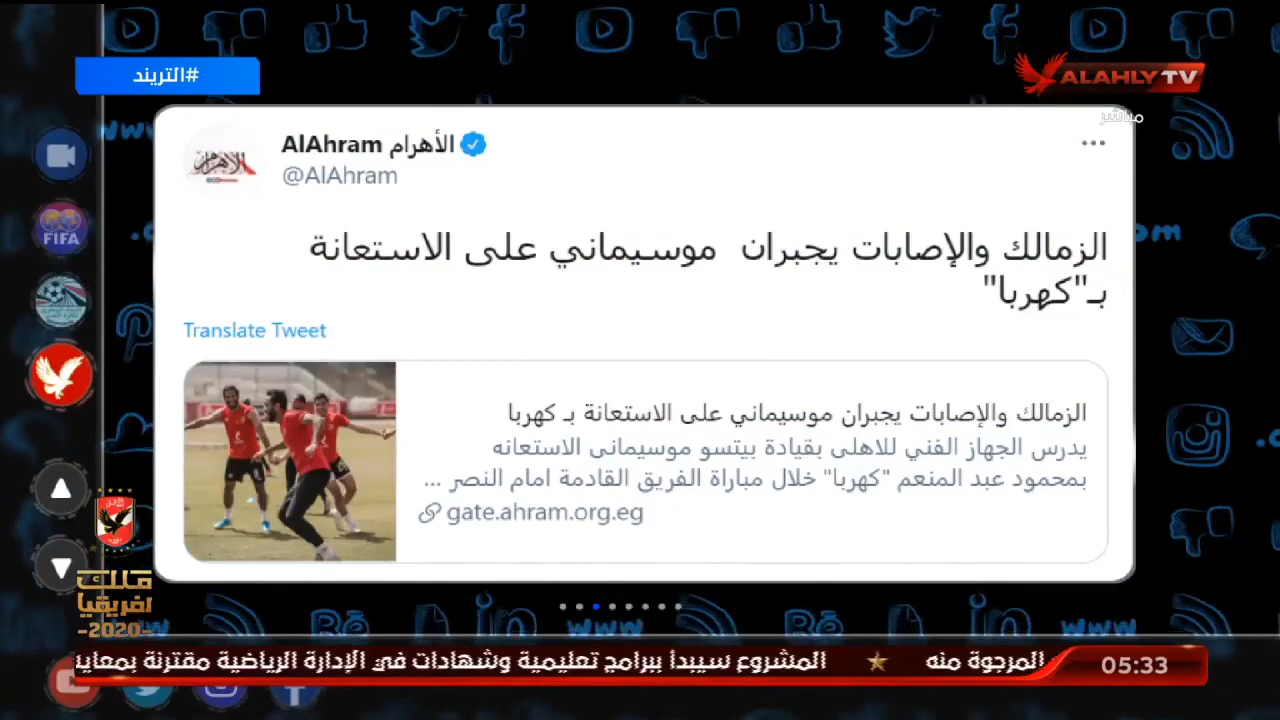 #التريند
ALAHLY TV
مباشر
AlAhram الأهرام
@AlAhram
الزمالك والإصابات يجبران موسيماني على الاستعانة
بـ"كهربا"
Translate Tweet
الزمالك والإصابات يجبران موسيماني على الاستعانة بـ كهربا
يدرس الجهاز الفني للاهلى بقيادة بيتسو موسيمانى الاستعانه
بمحمود عبد المنعم "كهربا" خلال مباراة الفريق القادمة امام النصر ...
gate.ahram.org.eg
FIFA
ملك
افريقيا
-2020-
المرجوة منه ★ المشروع سيبدأ ببرامج تعليمية وشهادات في الإدارة الرياضية مقترنة بمعايير
05:33